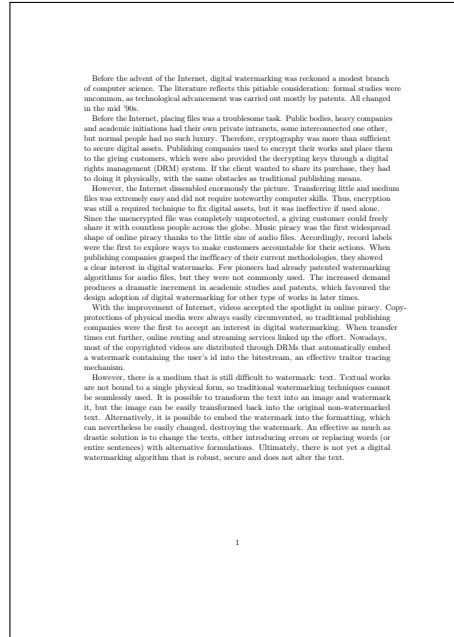 Before the advent of the Internet, digital watermarking was reckoned a modest branch
of computer science. The literature reflects this pitiable consideration: formal studies were
uncommon, as technological advancement was carried out mostly by patents. All changed
in the mid '90s.
Before the Internet, placing files was a troublesome task. Public bodies, heavy companies
and academic initiations had their own private intranets, some interconnected one other,
but normal people had no such luxury. Therefore, cryptography was more than sufficient
to secure digital assets. Publishing companies used to encrypt their works and place them
to the giving customers, which were also provided the decrypting keys through a digital
rights management (DRM) system. If the client wanted to share its purchase, they had
to doing it physically, with the same obstacles as traditional publishing means.
However, the Internet dissembled enormously the picture. Transferring little and medium
files was extremely easy and did not require noteworthy computer skills. Thus, encryption
was still a required technique to fix digital assets, but it was ineffective if used alone.
Since the unencrypted file was completely unprotected, a giving customer could freely
share it with countless people across the globe. Music piracy was the first widespread
shape of online piracy thanks to the little size of audio files. Accordingly, record labels
were the first to explore ways to make customers accountable for their actions. When
publishing companies grasped the inefficacy of their current methodologies, they showed
a clear interest in digital watermarks. Few pioneers had already patented watermarking
algorithms for audio files, but they were not commonly used. The increased demand
produces a dramatic increment in academic studies and patents, which favoured the
design adoption of digital watermarking for other type of works in later times.
With the improvement of Internet, videos accepted the spotlight in online piracy. Copy-
protections of physical media were always easily circumvented, so traditional publishing
companies were the first to accept an interest in digital watermarking. When transfer
times cut further, online renting and streaming services linked up the effort. Nowadays,
most of the copyrighted videos are distributed through DRMs that automatically embed
a watermark containing the user's id into the bitestream, an effective traitor tracing
mechanism.
However, there is a medium that is still difficult to watermark: text. Textual works
are not bound to a single physical form, so traditional watermarking techniques cannot
be seamlessly used. It is possible to transform the text into an image and watermark
it, but the image can be easily transformed back into the original non-watermarked
text. Alternatively, it is possible to embed the watermark into the formatting, which
can nevertheless be easily changed, destroying the watermark. An effective as much as
drastic solution is to change the texts, either introducing errors or replacing words (or
entire sentences) with alternative formulations. Ultimately, there is not yet a digital
watermarking algorithm that is robust, secure and does not alter the text.
1